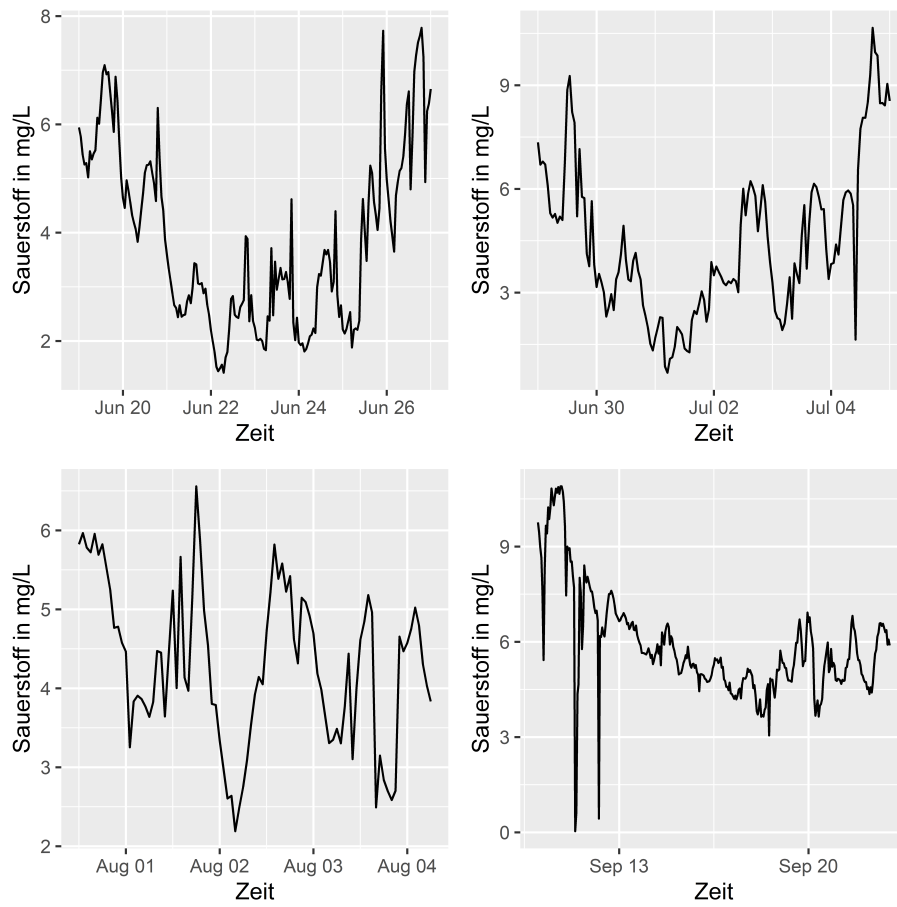 Sauerstoff in mg/L
8
6
4
2
Jun 20 Jun 22 Jun 24 Jun 26
Zeit
Sauerstoff in mg/L
9
6
3
Jun 30 Jul 02 Jul 04
Zeit
Sauerstoff in mg/L
6
5
4
3
2
Aug 01 Aug 02 Aug 03 Aug 04
Zeit
Sauerstoff in mg/L
9
6
3
0
Sep 13 Sep 20
Zeit